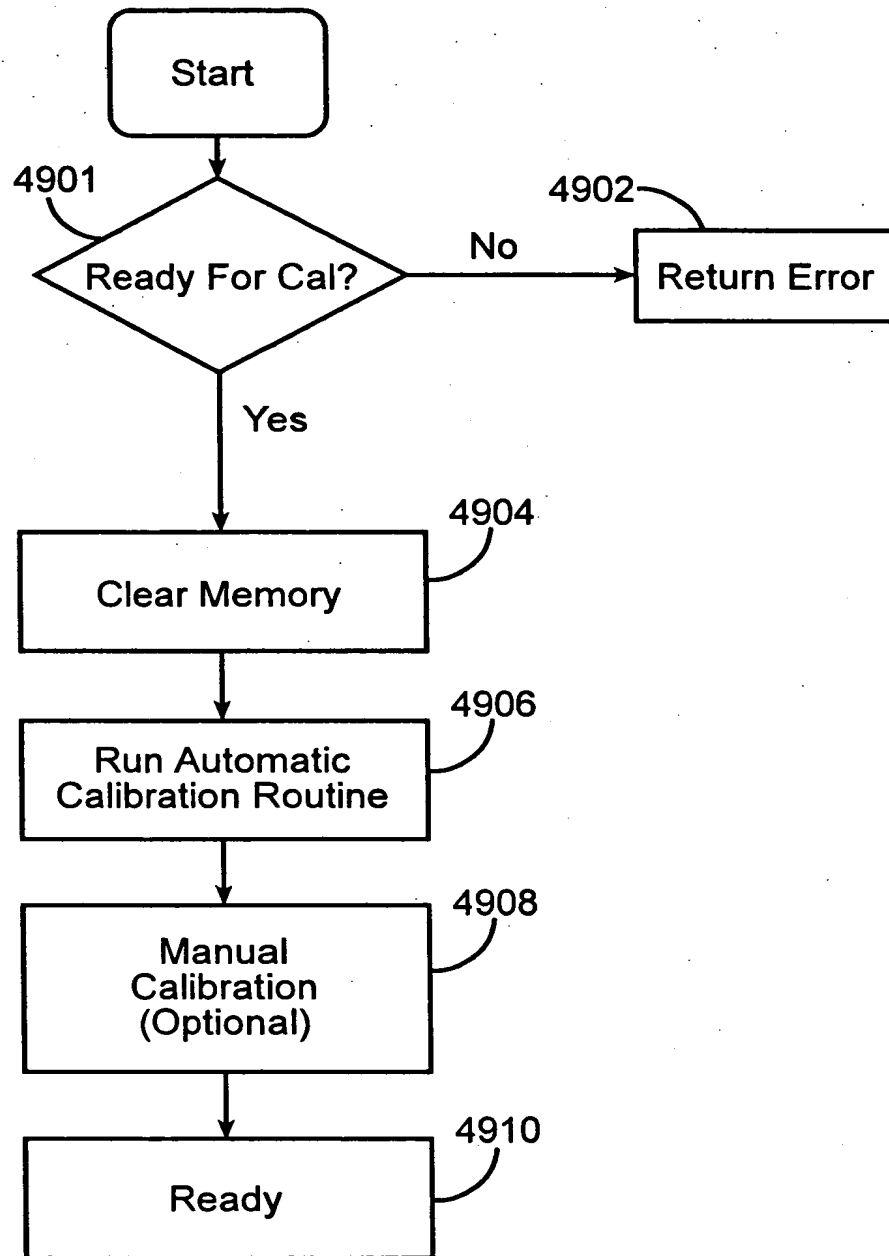 Start
4901
Ready For Cal?
No
4902
Return Error
Yes
4904
Clear Memory
4906
Run Automatic
Calibration Routine
4908
Manual
Calibration
(Optional)
4910
Ready